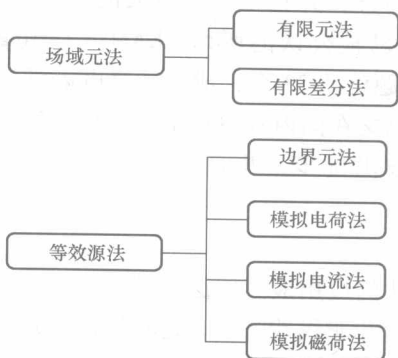 场域元法
有限元法
有限差分法
等效源法
边界元法
模拟电荷法
模拟电流法
模拟磁荷法